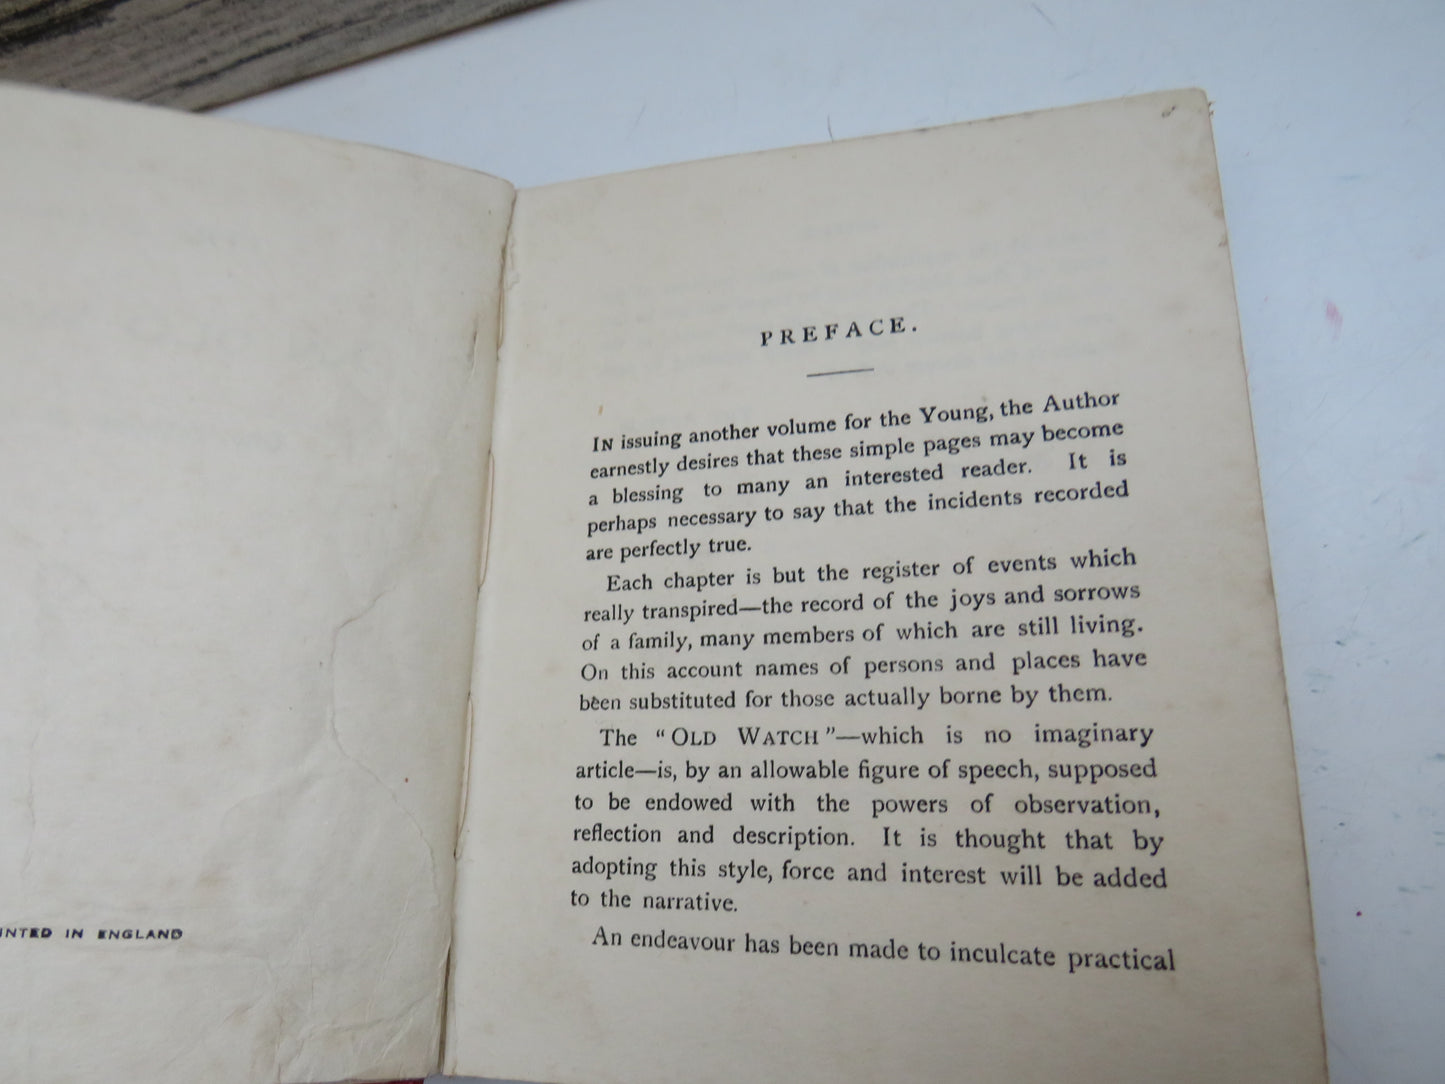 INTED IN ENGLAND
PREFACE.
IN issuing another volume for the Young, the Author
earnestly desires that these simple pages may become
a blessing to many an interested reader. It is
perhaps necessary to say that the incidents recorded
are perfectly true.
Each chapter is but the register of events which
really transpired—the record of the joys and sorrows
of a family, many members of which are still living.
On this account names of persons and places have
been substituted for those actually borne by them.
The "OLD WATCH"—which is no imaginary
article—is, by an allowable figure of speech, supposed
to be endowed with the powers of observation,
reflection and description. It is thought that by
adopting this style, force and interest will be added
to the narrative.
An endeavour has been made to inculcate practical